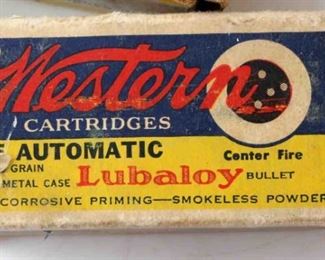 Western
CARTRIDGES
AUTOMATIC Center Fire
GRAIN
METAL CASE Lubaloy BULLET
CORROSIVE PRIMING—SMOKELESS POWDER